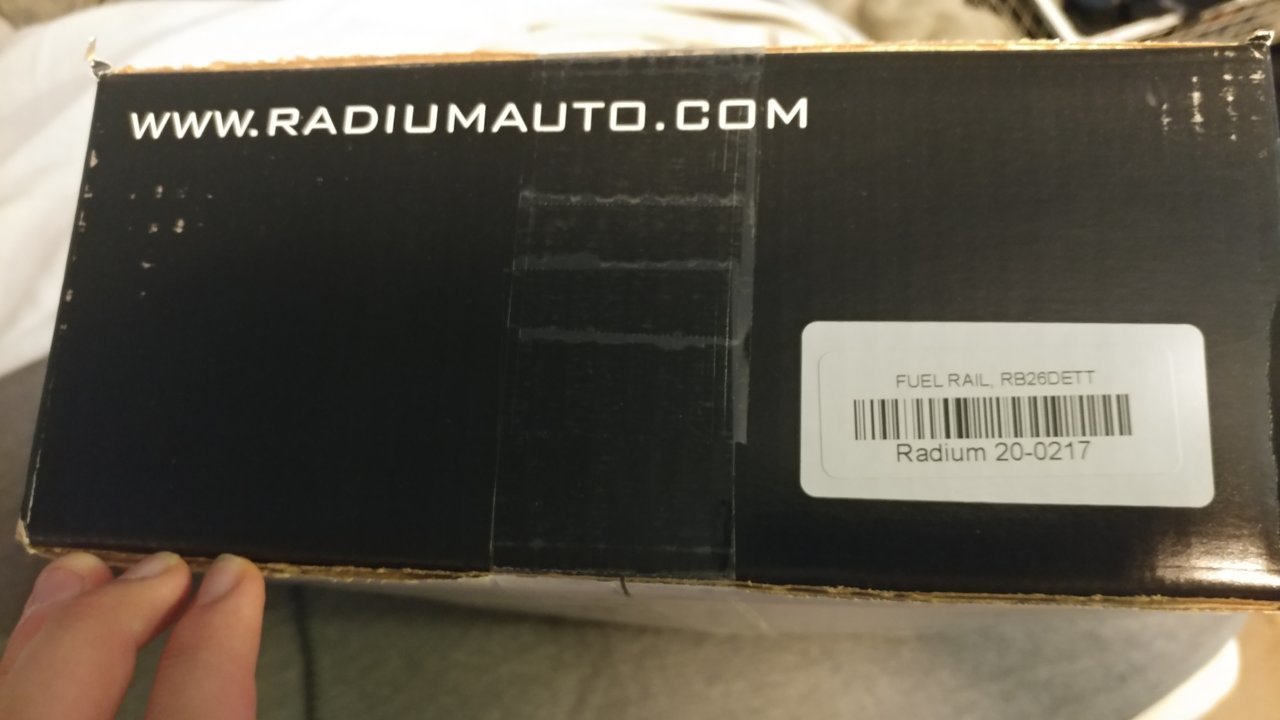 WWW.RADIUMAUTO.COM
FUEL RAIL, RB26DETT
Radium 20-0217